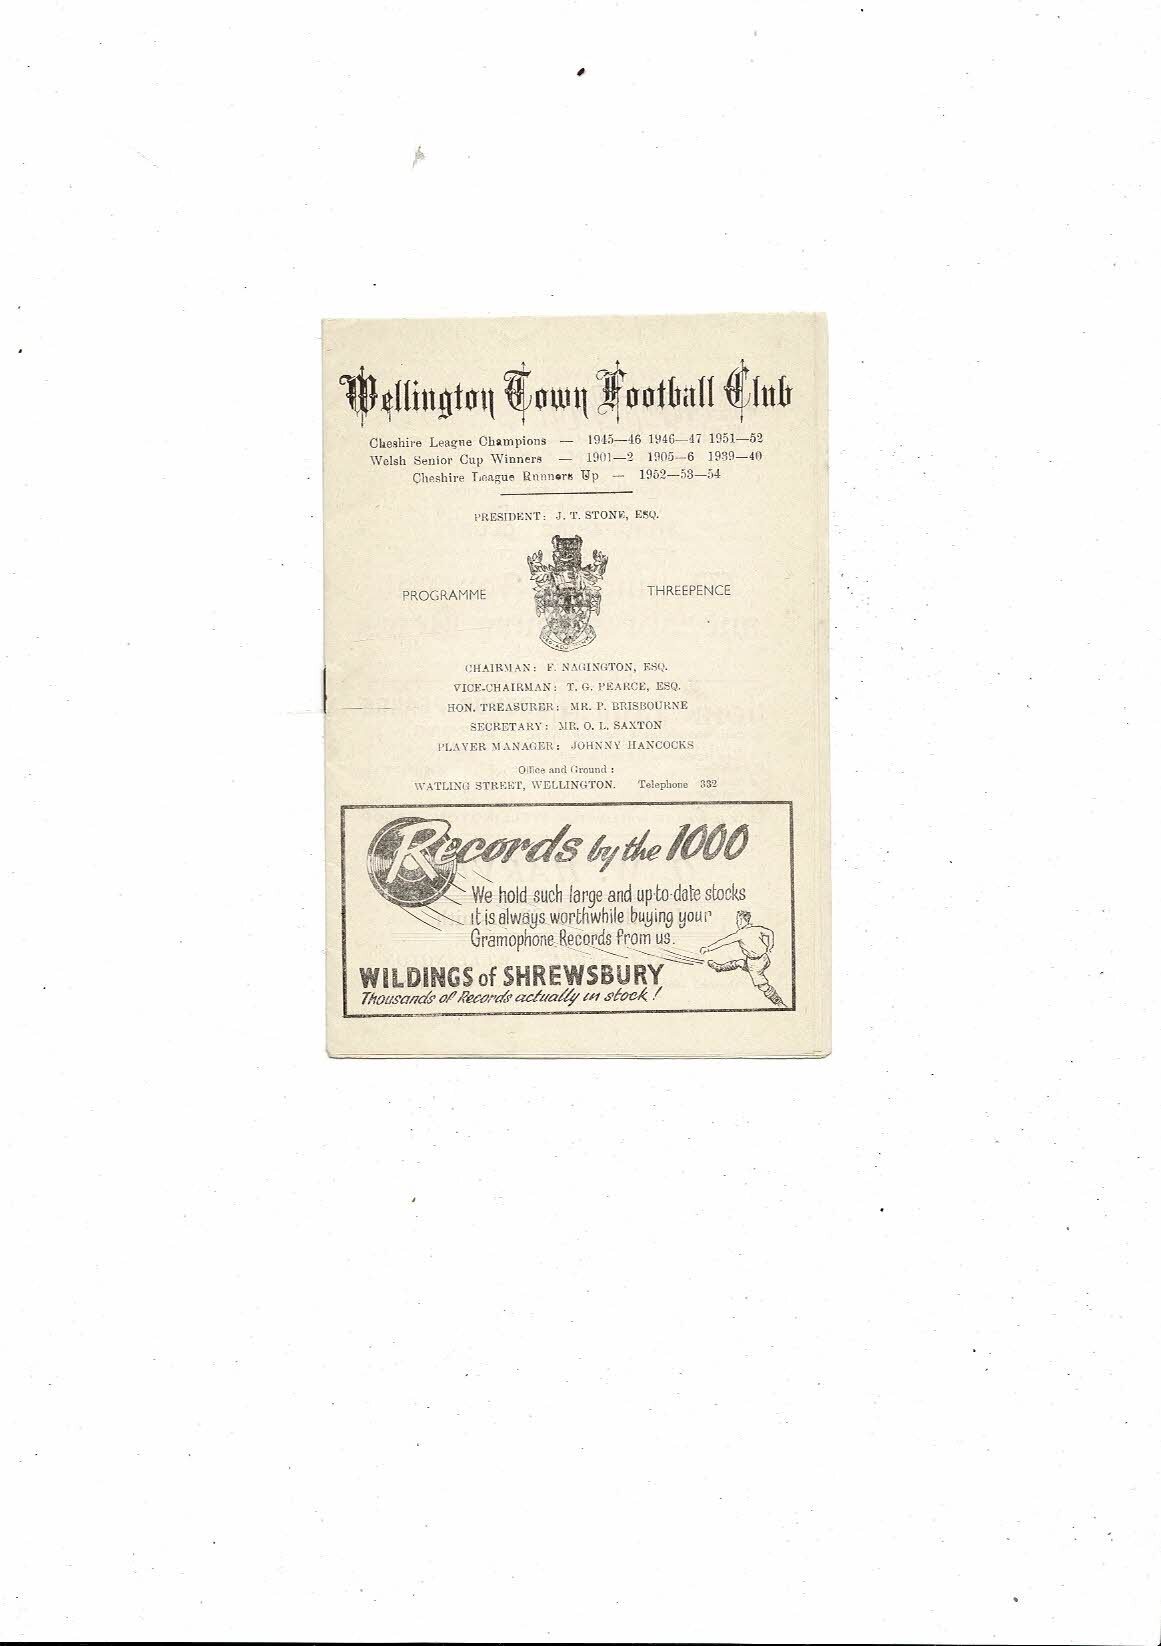 Wellington Town Football Club
Cheshire League Champions — 1945—46 1946—47 1951—52
Welsh Senior Cup Winners — 1901—2 1905—6 1939—40
Cheshire League Runners Up — 1952—53—54
PRESIDENT: J. T. STONE, ESQ.
PROGRAMME THREEPENCE
CHAIRMAN: F. NAGINGTON, ESQ.
VICE-CHAIRMAN: T. G. PEARCE, ESQ.
HON. TREASURER: MR. P. BRISBOURNE
SECRETARY: MR. O. L. SAXTON
PLAYER MANAGER: JOHNNY HANCOCKS
Office and Ground :
WATLING STREET, WELLINGTON. Telephone 332
Records by the 1000
We hold such large and up-to-date stocks
it is always worthwhile buying your
Gramophone Records from us.
WILDINGS of SHREWSBURY
Thousands of Records actually in stock!